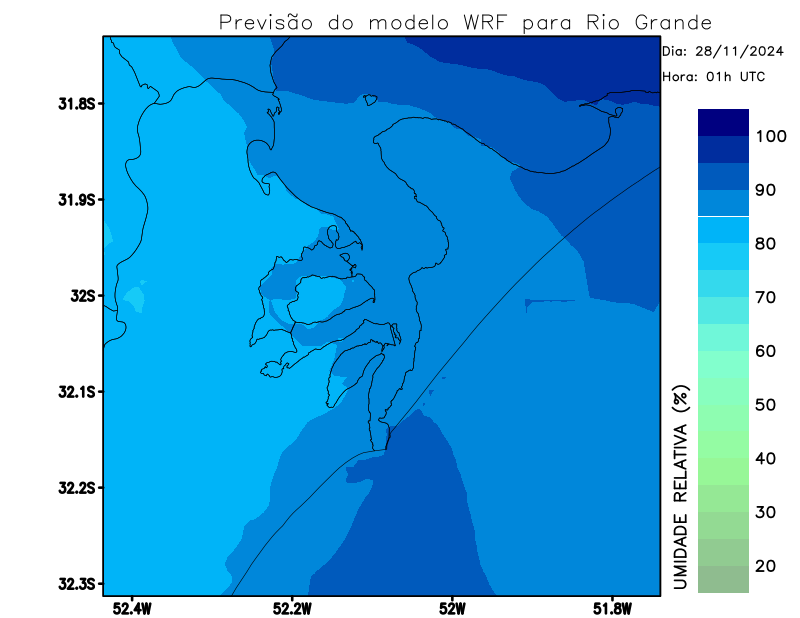 Previsão do modelo WRF para Rio Grande
Dia: 28/11/2024
Hora: 01h UTC
31.8S
31.9S
32S
32.1S
32.2S
32.3S
52.4W
52.2W
52W
51.8W
UMIDADE RELATIVA (%)
100
90
80
70
60
50
40
30
20